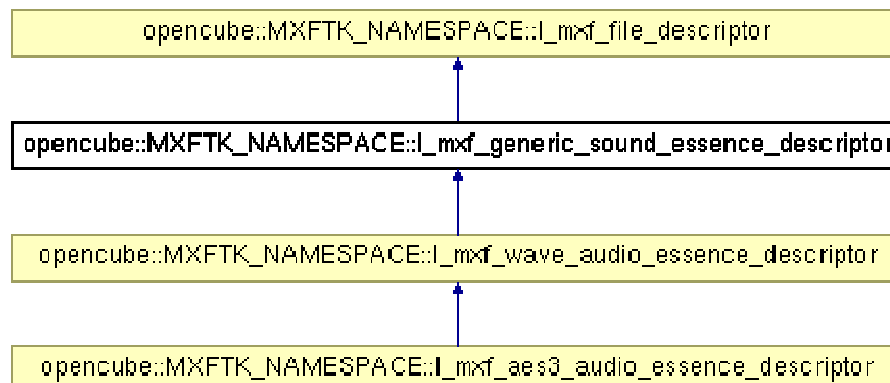 opencube::MXFTK_NAMESPACE::I_mxf_file_descriptor
opencube::MXFTK_NAMESPACE::I_mxf_generic_sound_essence_descriptor
opencube::MXFTK_NAMESPACE::I_mxf_wave_audio_essence_descriptor
opencube::MXFTK_NAMESPACE::I_mxf_aes3_audio_essence_descriptor